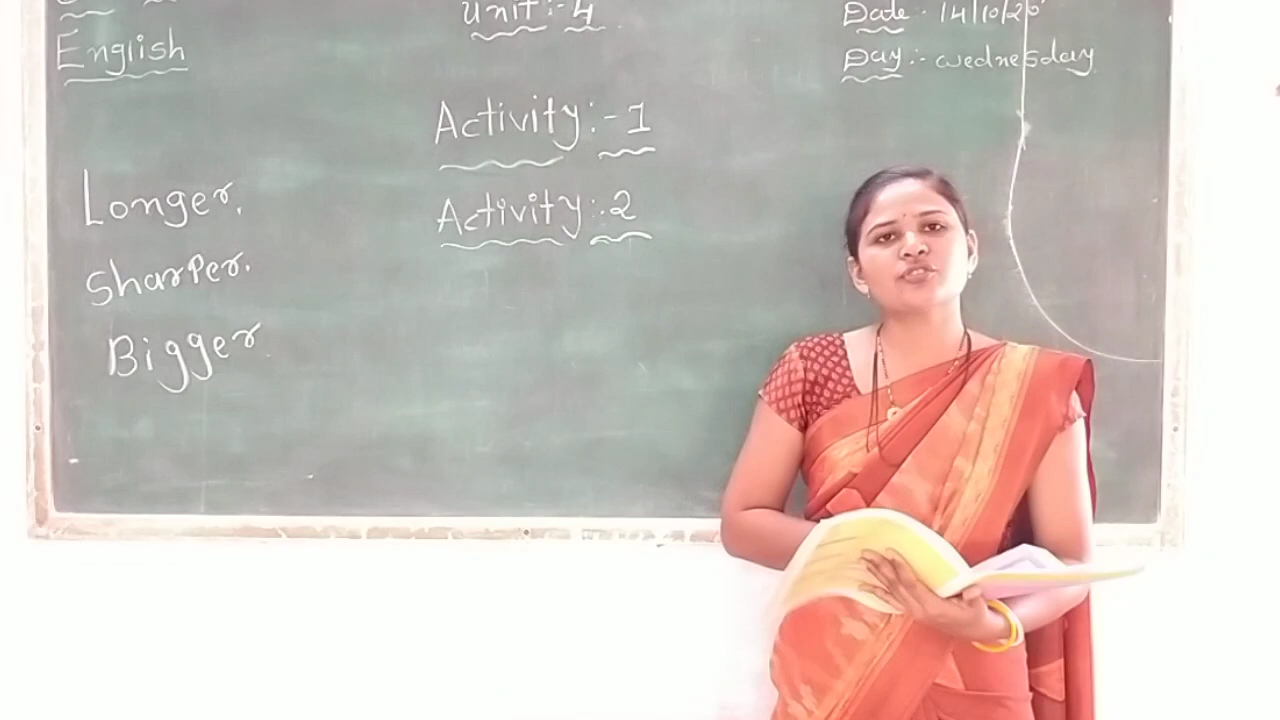 English
Unit:- 4
Date:- 14/10/20
Day:- wednesday
Activity:-1
Activity:-2
Longer.
Sharper.
Bigger.